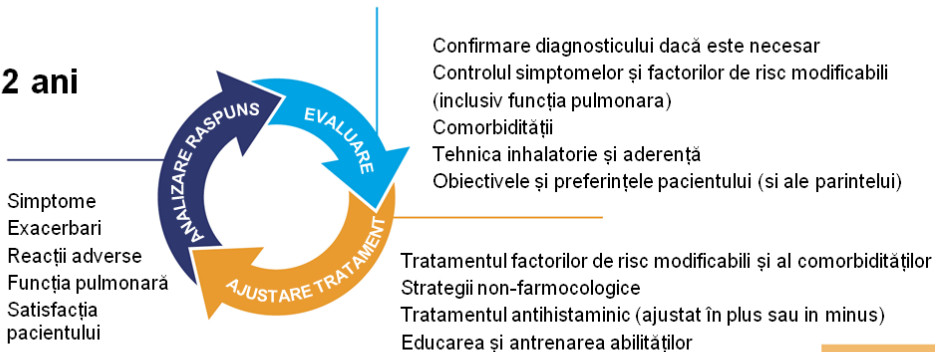 2 ani
Confirmare diagnosticului dacă este necesar
Controlul simptomelor și factorilor de risc modificabili
(inclusiv funcția pulmonara)
Comorbidității
Tehnica inhalatorie și aderență
Obiectivele și preferințele pacientului (si ale parintelui)
EVALUARE
AJUSTARE TRATAMENT
ANALIZARE RASPUNS
Simptome
Exacerbari
Reacții adverse
Funcția pulmonară
Satisfacția
pacientului
Tratamentul factorilor de risc modificabili și al comorbidităților
Strategii non-farmocologice
Tratamentul antihistaminic (ajustat în plus sau in minus)
Educarea și antrenarea abilităților